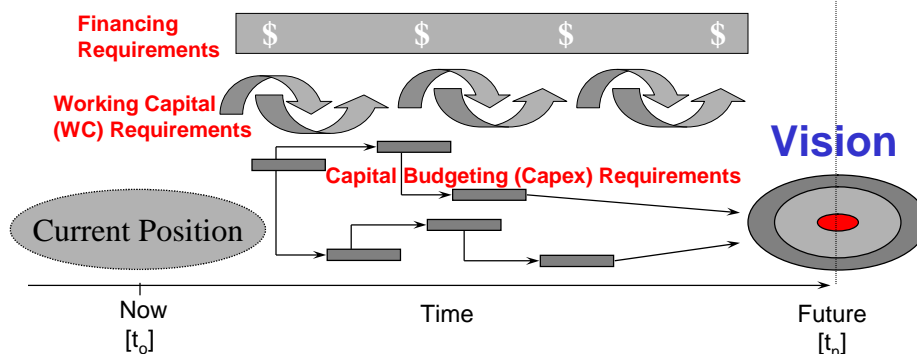 Financing
Requirements
$ $ $ $
Working Capital
(WC) Requirements
Vision
Capital Budgeting (Capex) Requirements
Current Position
Now
[to]
Time
Future
[tn]